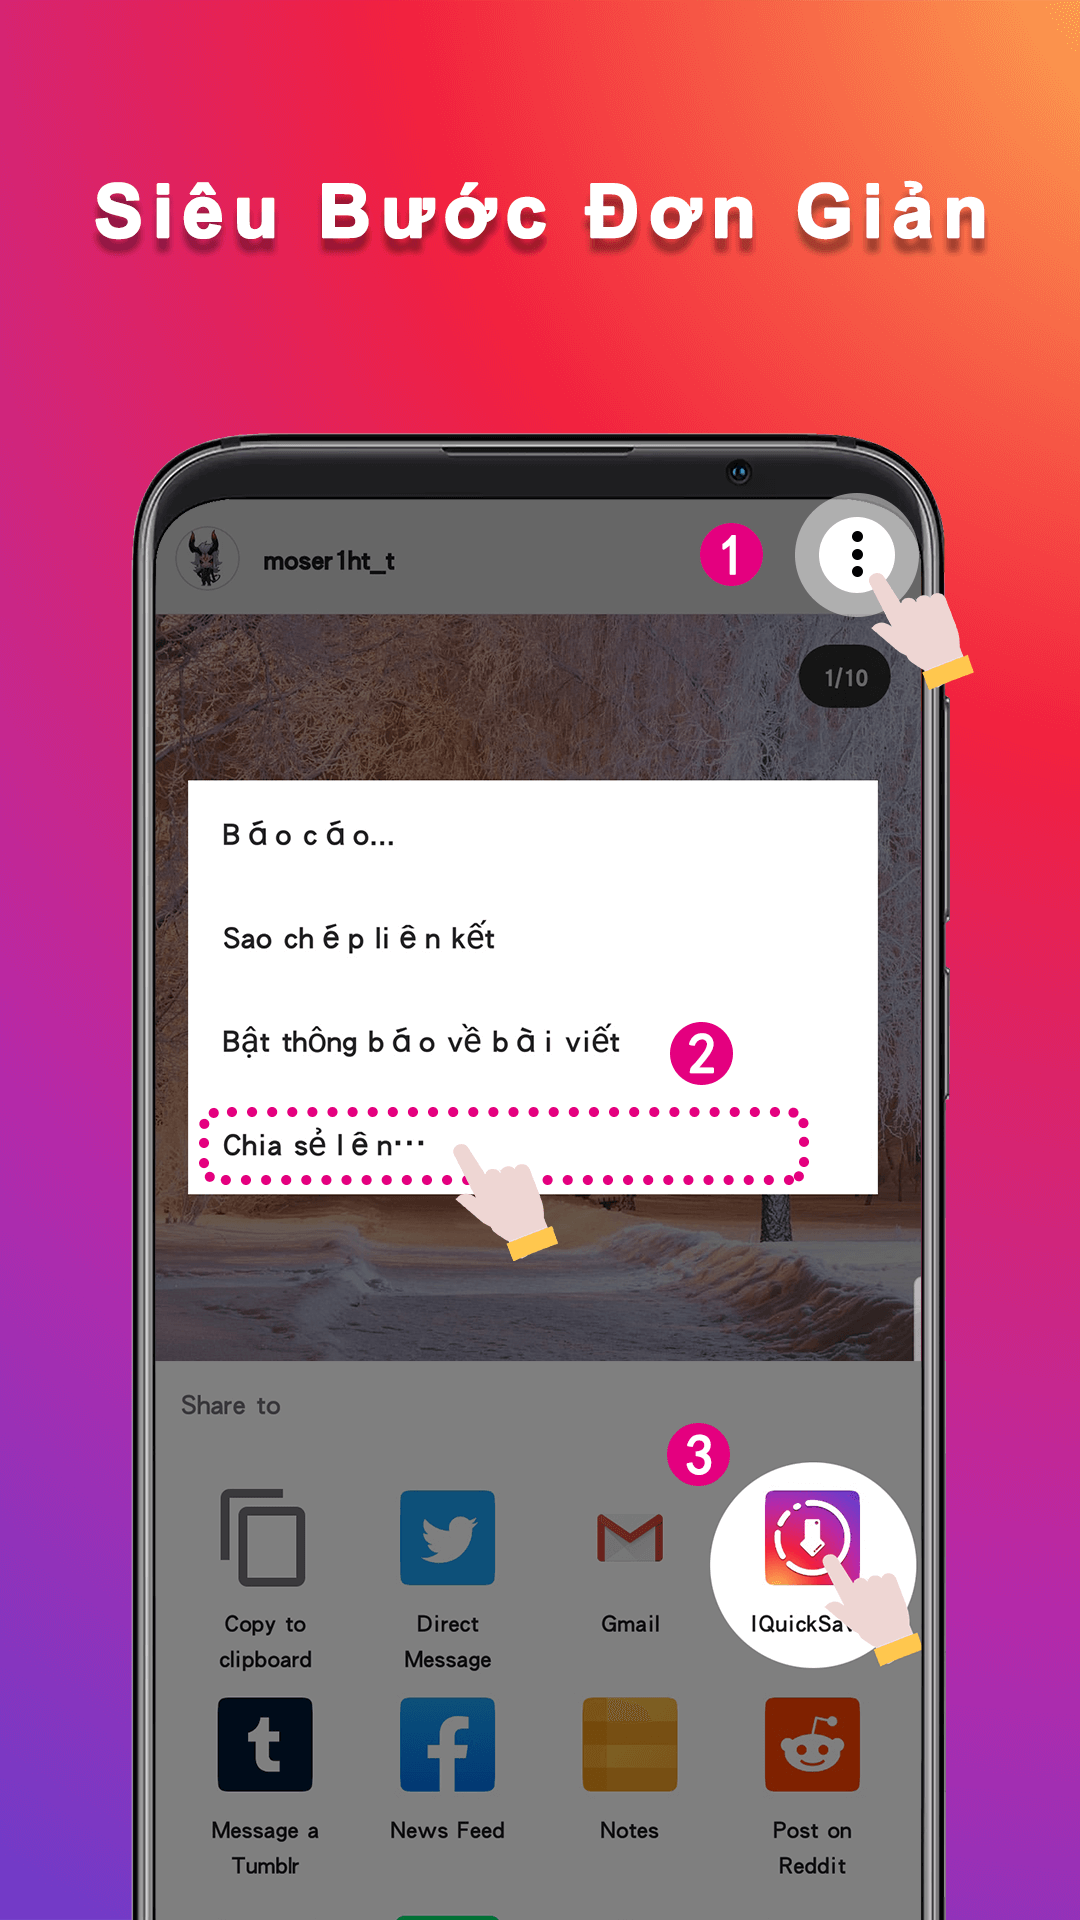 Siêu Bước Đơn Giản
moser1ht_t
1
1/10
Báo cáo...
Sao chép liên kết
Bật thông báo về bài viết
2
Chia sẻ lên...
Share to
3
Copy to clipboard
Direct Message
Gmail
IQuickSa
Message a Tumblr
News Feed
Notes
Post on Reddit